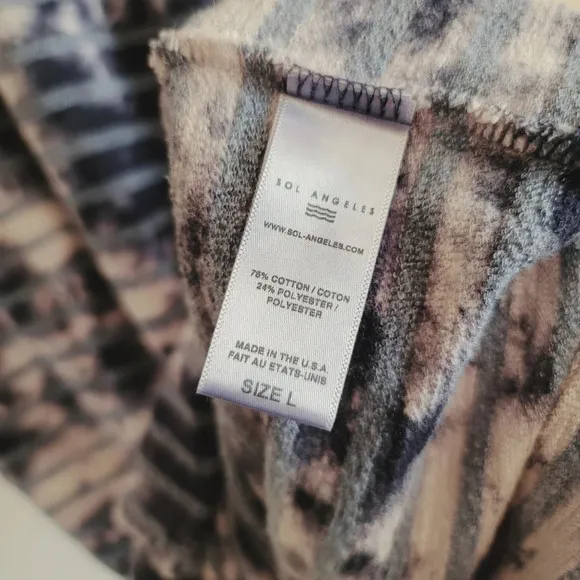 SOL ANGELES
WWW.SOL-ANGELES.COM
76% COTTON / COTON
24% POLYESTER /
POLYESTER
MADE IN THE U.S.A
FAIT AU ETATS-UNIS
SIZE L